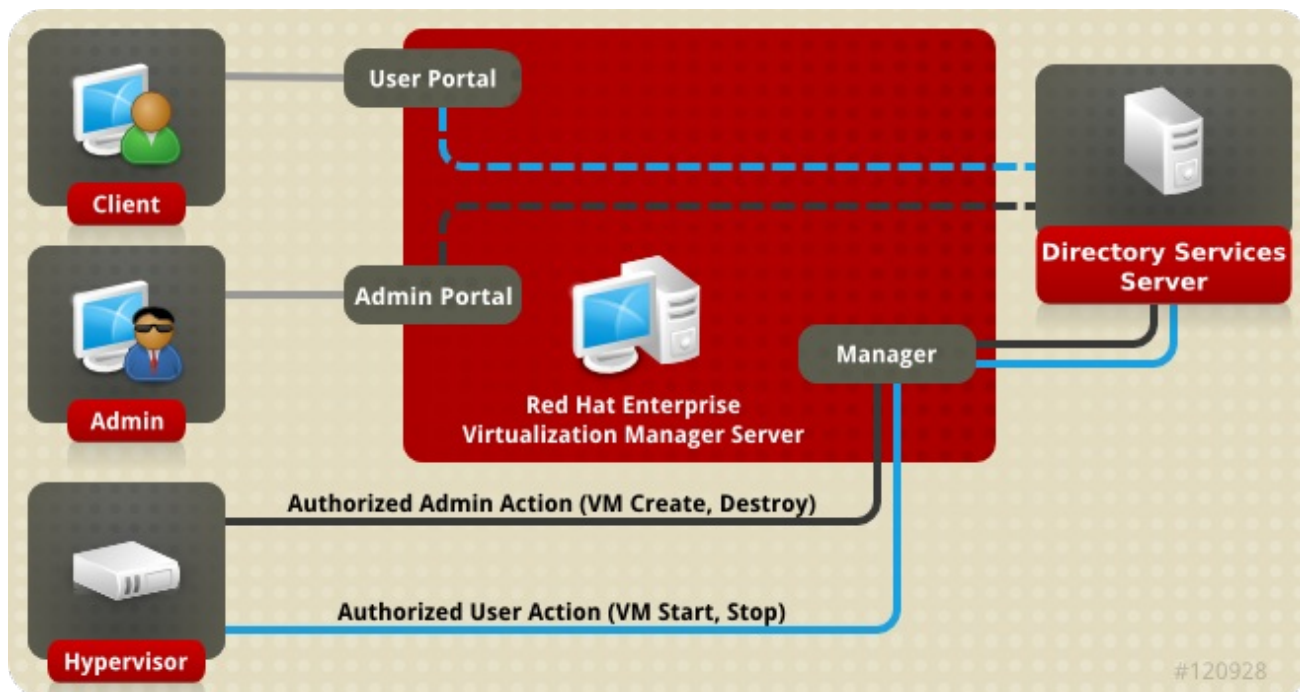 User Portal
Client
Directory Services
Server
Admin Portal
Manager
Red Hat Enterprise
Virtualization Manager Server
Admin
Authorized Admin Action (VM Create, Destroy)
Authorized User Action (VM Start, Stop)
Hypervisor
#120928